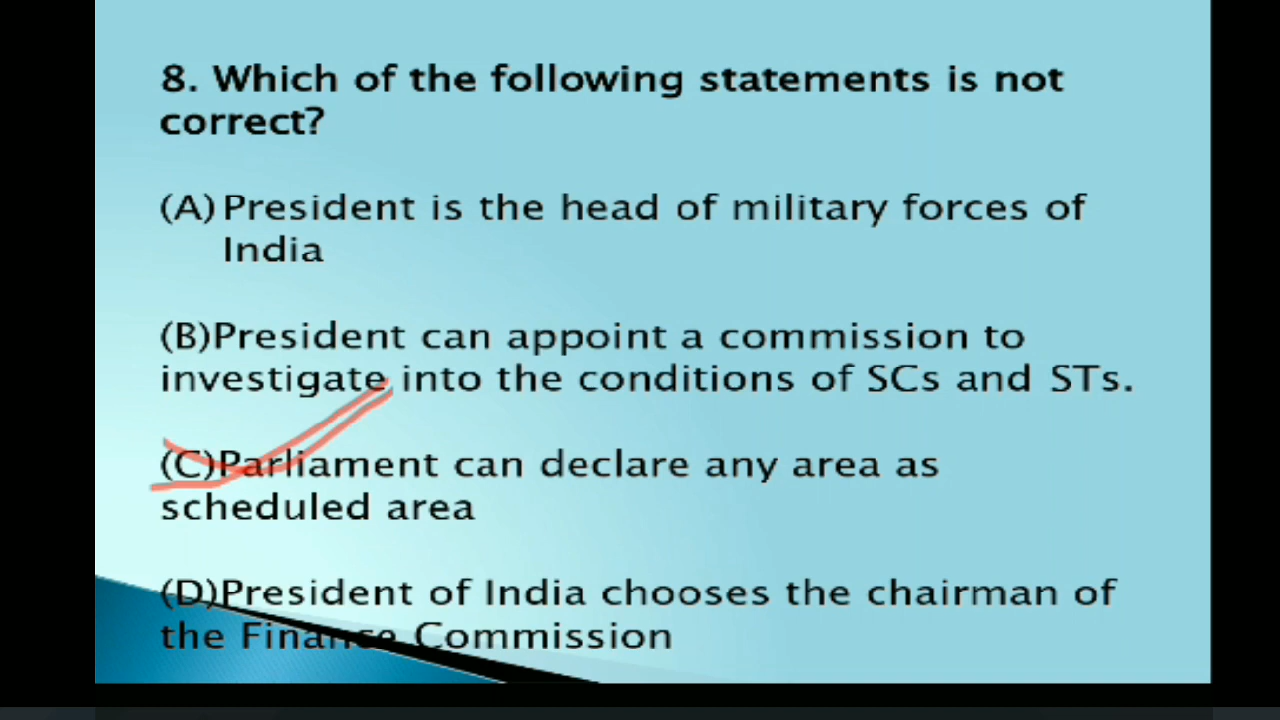 8. Which of the following statements is not
correct?
(A) President is the head of military forces of
India
(B)President can appoint a commission to
investigate into the conditions of SCs and STs.
(C)Parliament can declare any area as
scheduled area
(D)President of India chooses the chairman of
the Finance Commission